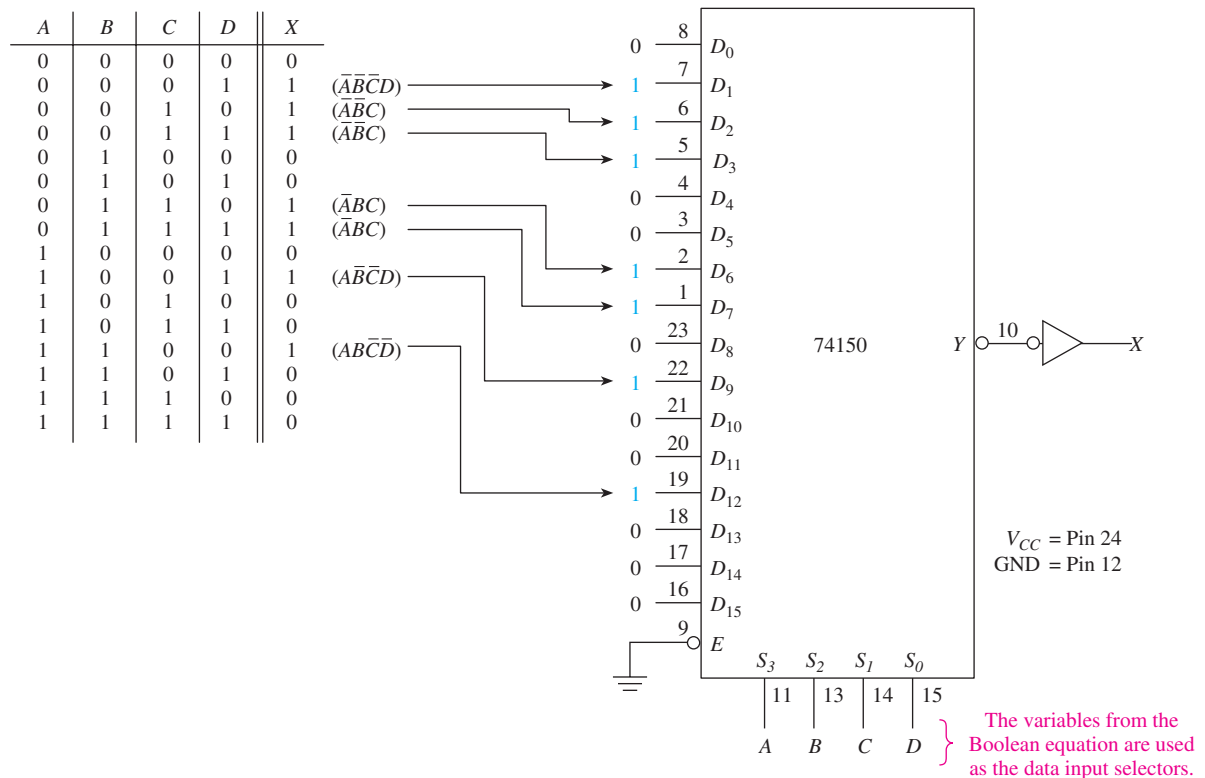 A B C D X
0 0 0 0 0
0 0 0 1 1 (A̅B̅C̅D)
0 0 1 0 1 (A̅B̅C)
0 0 1 1 1 (A̅B̅C)
0 1 0 0 0
0 1 0 1 0
0 1 1 0 1 (A̅BC)
0 1 1 1 1 (A̅BC)
1 0 0 0 0
1 0 0 1 1 (AB̅C̅D)
1 0 1 0 0
1 0 1 1 0
1 1 0 0 1 (ABC̅D̅)
1 1 0 1 0
1 1 1 0 0
1 1 1 1 0
0 8 D₀
1 7 D₁
1 6 D₂
1 5 D₃
0 4 D₄
0 3 D₅
1 2 D₆
1 1 D₇
0 23 D₈
1 22 D₉
0 21 D₁₀
0 20 D₁₁
1 19 D₁₂
0 18 D₁₃
0 17 D₁₄
0 16 D₁₅
9 E
74150
Y 10 X
V_CC = Pin 24
GND = Pin 12
S₃ S₂ S₁ S₀
11 13 14 15
A B C D
The variables from the
Boolean equation are used
as the data input selectors.